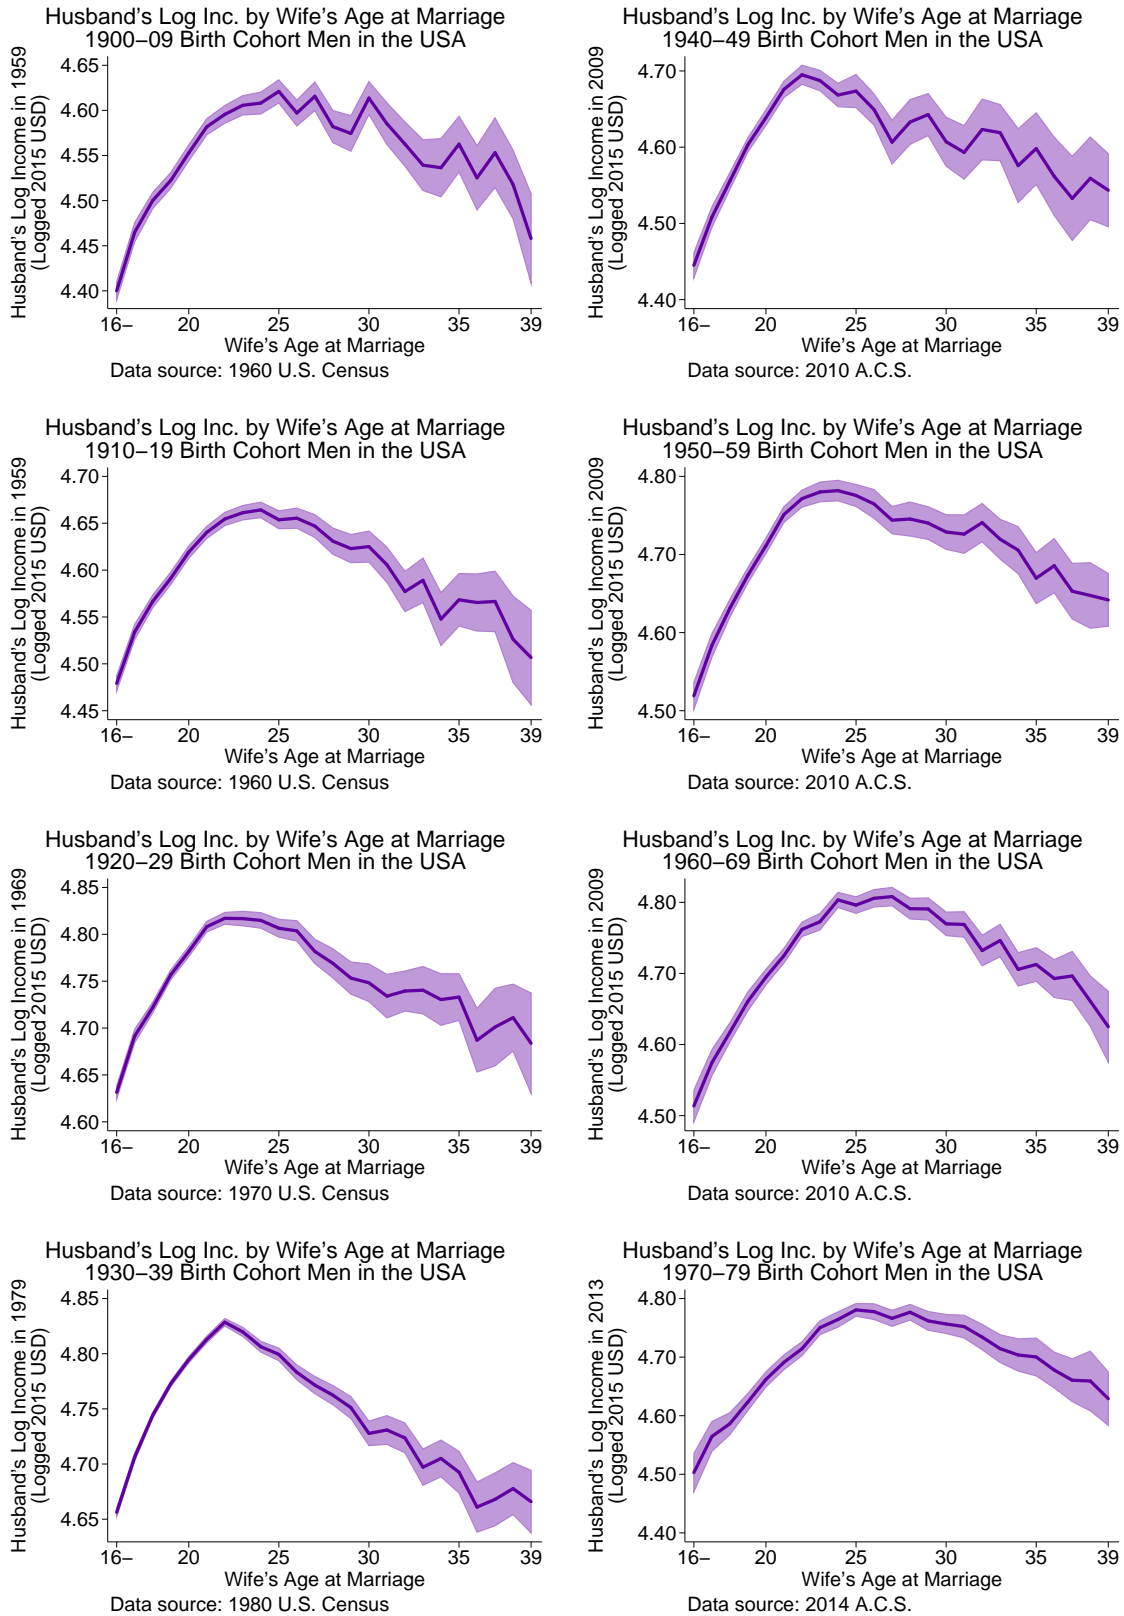 Husband's Log Inc. by Wife's Age at Marriage
1900−09 Birth Cohort Men in the USA
Husband's Log Income in 1959
(Logged 2015 USD)
4.65
4.60
4.55
4.50
4.45
4.40
16−
20
25
30
35
39
Wife's Age at Marriage
Data source: 1960 U.S. Census
Husband's Log Inc. by Wife's Age at Marriage
1940−49 Birth Cohort Men in the USA
Husband's Log Income in 2009
(Logged 2015 USD)
4.70
4.60
4.50
4.40
16−
20
25
30
35
39
Wife's Age at Marriage
Data source: 2010 A.C.S.
Husband's Log Inc. by Wife's Age at Marriage
1910−19 Birth Cohort Men in the USA
Husband's Log Income in 1959
(Logged 2015 USD)
4.70
4.65
4.60
4.55
4.50
4.45
16−
20
25
30
35
39
Wife's Age at Marriage
Data source: 1960 U.S. Census
Husband's Log Inc. by Wife's Age at Marriage
1950−59 Birth Cohort Men in the USA
Husband's Log Income in 2009
(Logged 2015 USD)
4.80
4.70
4.60
4.50
16−
20
25
30
35
39
Wife's Age at Marriage
Data source: 2010 A.C.S.
Husband's Log Inc. by Wife's Age at Marriage
1920−29 Birth Cohort Men in the USA
Husband's Log Income in 1969
(Logged 2015 USD)
4.85
4.80
4.75
4.70
4.65
4.60
16−
20
25
30
35
39
Wife's Age at Marriage
Data source: 1970 U.S. Census
Husband's Log Inc. by Wife's Age at Marriage
1960−69 Birth Cohort Men in the USA
Husband's Log Income in 2009
(Logged 2015 USD)
4.80
4.70
4.60
4.50
16−
20
25
30
35
39
Wife's Age at Marriage
Data source: 2010 A.C.S.
Husband's Log Inc. by Wife's Age at Marriage
1930−39 Birth Cohort Men in the USA
Husband's Log Income in 1979
(Logged 2015 USD)
4.85
4.80
4.75
4.70
4.65
16−
20
25
30
35
39
Wife's Age at Marriage
Data source: 1980 U.S. Census
Husband's Log Inc. by Wife's Age at Marriage
1970−79 Birth Cohort Men in the USA
Husband's Log Income in 2013
(Logged 2015 USD)
4.80
4.70
4.60
4.50
4.40
16−
20
25
30
35
39
Wife's Age at Marriage
Data source: 2014 A.C.S.